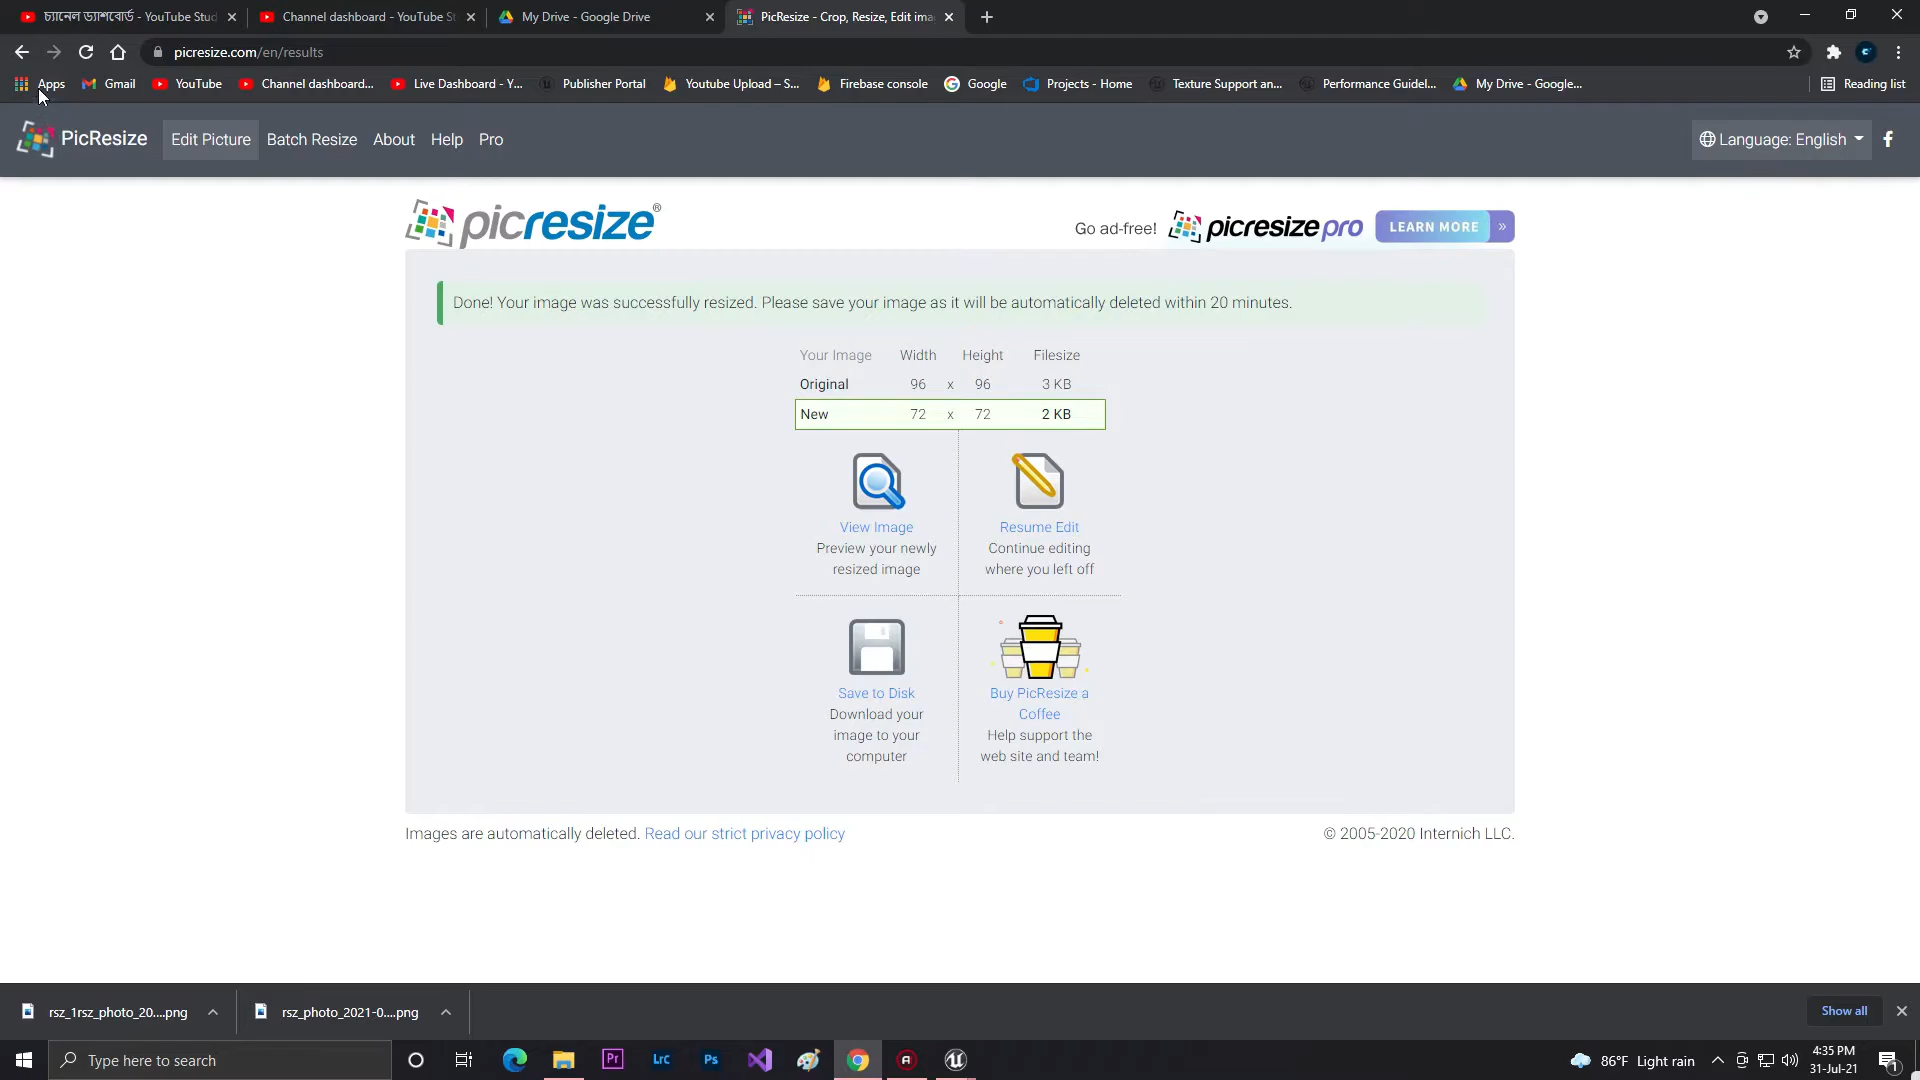 চ্যানেল ড্যাশবোর্ড - YouTube Stud
Channel dashboard - YouTube St
My Drive - Google Drive
PicResize - Crop, Resize, Edit ima
picresize.com/en/results
Apps
Gmail
YouTube
Channel dashboard...
Live Dashboard - Y...
Publisher Portal
Youtube Upload – S...
Firebase console
Google
Projects - Home
Texture Support an...
Performance Guidel...
My Drive - Google...
Reading list
PicResize
Edit Picture
Batch Resize
About
Help
Pro
Language: English
picresize®
Go ad-free!
picresize pro
LEARN MORE »
Done! Your image was successfully resized. Please save your image as it will be automatically deleted within 20 minutes.
Your Image Width Height Filesize
Original 96 x 96 3 KB
New 72 x 72 2 KB
View Image
Preview your newly
resized image
Resume Edit
Continue editing
where you left off
Save to Disk
Download your
image to your
computer
Buy PicResize a
Coffee
Help support the
web site and team!
Images are automatically deleted. Read our strict privacy policy
© 2005-2020 Internich LLC.
rsz_1rsz_photo_20....png
rsz_photo_2021-0....png
Show all
Type here to search
Pr
Lrc
Ps
86°F Light rain
4:35 PM
31-Jul-21
1